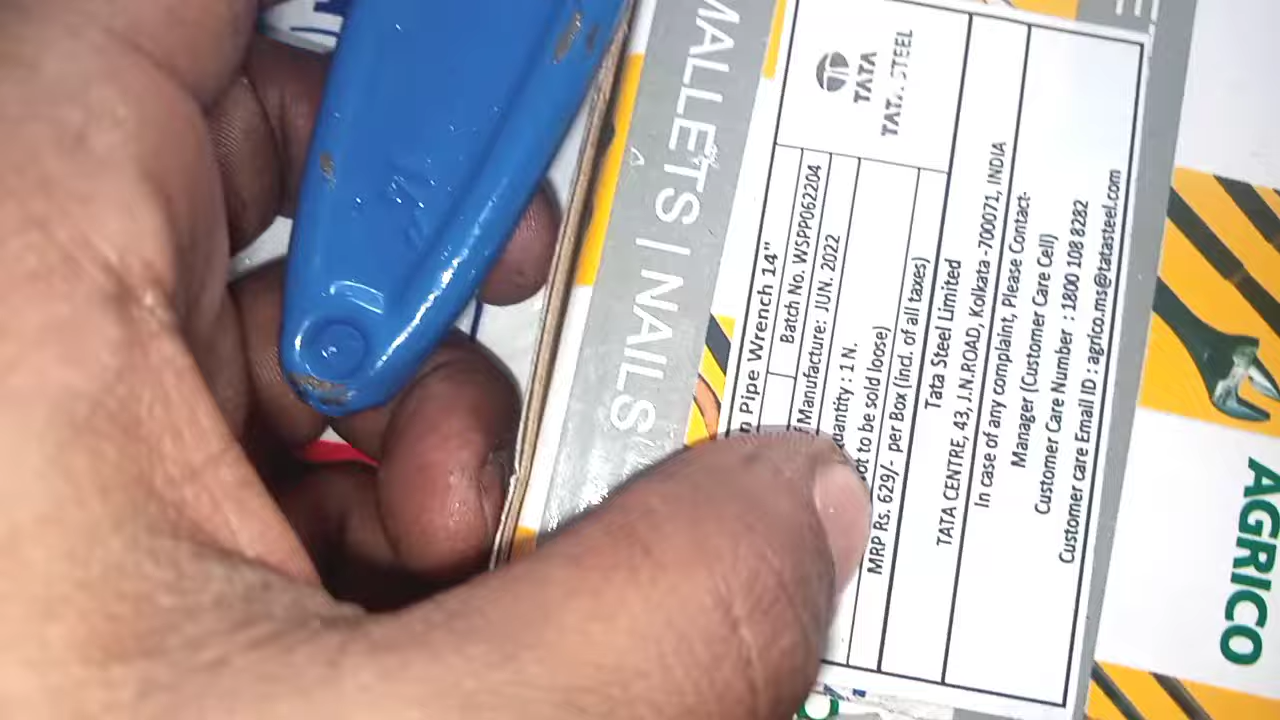 MALLETS | NAILS
TATA
TATA STEEL
Pipe Wrench 14"
Batch No. WSPP062204
Manufacture: JUN. 2022
: 1 N.
to be sold loose)
MRP Rs. 629/- per Box (incl. of all taxes)
Tata Steel Limited
TATA CENTRE, 43, J.N.ROAD, Kolkata -700071, INDIA
In case of any complaint, Please Contact-
Manager (Customer Care Cell)
Customer Care Number : 1800 108 8282
Customer care Email ID : agrico.ms@tatasteel.com
AGRICO